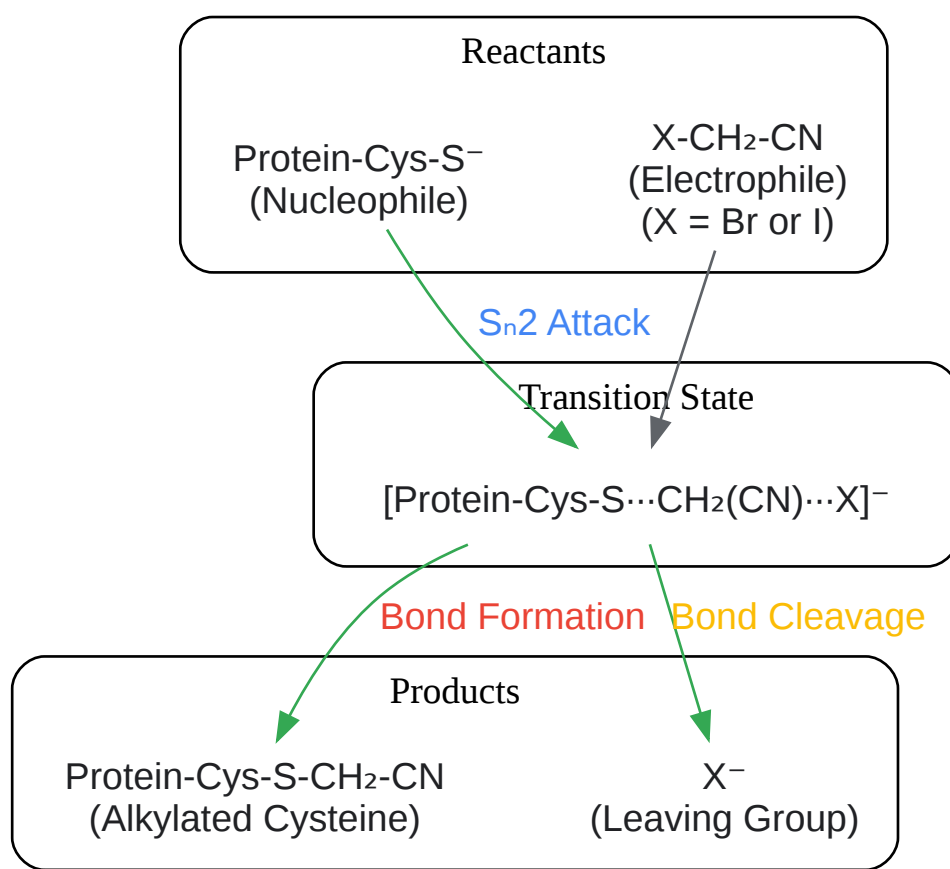 Reactants
Protein-Cys-S⁻
(Nucleophile)
X-CH₂-CN
(Electrophile)
(X = Br or I)
Sₙ2 Attack
Transition State
[Protein-Cys-S···CH₂(CN)···X]⁻
Bond Formation
Bond Cleavage
Products
Protein-Cys-S-CH₂-CN
(Alkylated Cysteine)
X⁻
(Leaving Group)